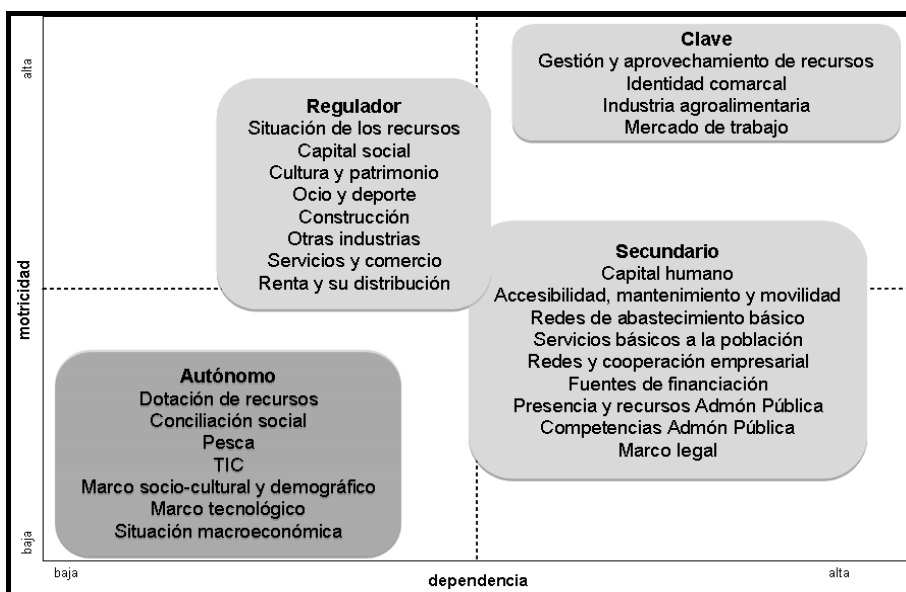 alta
Clave
Gestión y aprovechamiento de recursos
Identidad comarcal
Industria agroalimentaria
Mercado de trabajo
Regulador
Situación de los recursos
Capital social
Cultura y patrimonio
Ocio y deporte
Construcción
Otras industrias
Servicios y comercio
Renta y su distribución
motricidad
Secundario
Capital humano
Accesibilidad, mantenimiento y movilidad
Redes de abastecimiento básico
Servicios básicos a la población
Redes y cooperación empresarial
Fuentes de financiación
Presencia y recursos Admón Pública
Competencias Admón Pública
Marco legal
Autónomo
Dotación de recursos
Conciliación social
Pesca
TIC
Marco socio-cultural y demográfico
Marco tecnológico
Situación macroeconómica
baja
baja
dependencia
alta